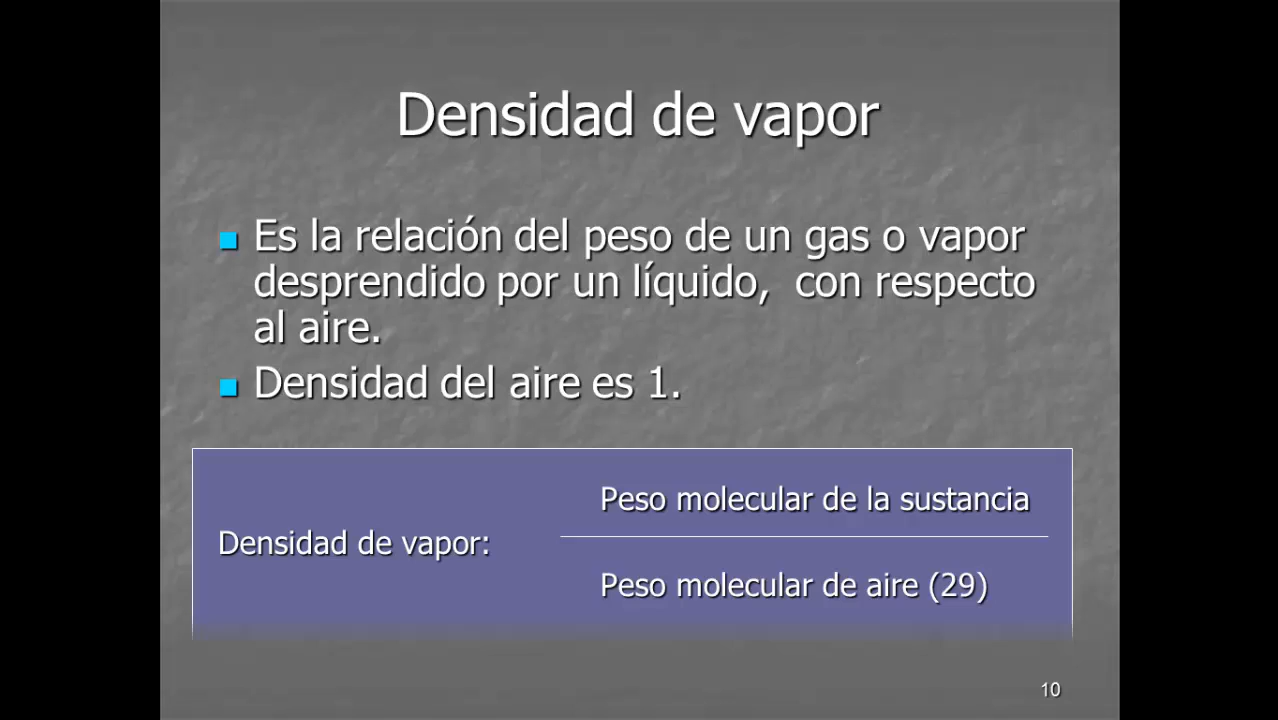 Densidad de vapor
Es la relación del peso de un gas o vapor
desprendido por un líquido, con respecto
al aire.
Densidad del aire es 1.
Peso molecular de la sustancia
Densidad de vapor:
Peso molecular de aire (29)
10